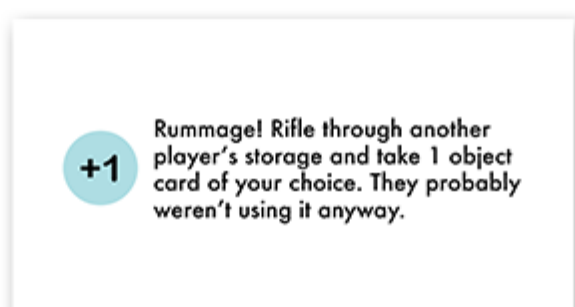 +1
Rummage! Rifle through another
player's storage and take 1 object
card of your choice. They probably
weren't using it anyway.